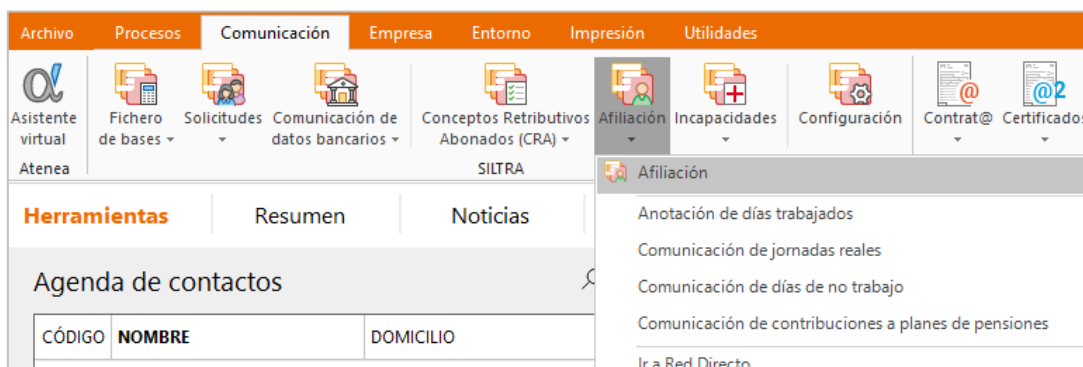 Archivo Procesos Comunicación Empresa Entorno Impresión Utilidades
Asistente virtual
Fichero de bases
Solicitudes
Comunicación de datos bancarios
Conceptos Retributivos Abonados (CRA)
Afiliación
Incapacidades
Configuración
Contrat@
Certificados
@
@2
Atenea
SILTRA
Afiliación
Anotación de días trabajados
Comunicación de jornadas reales
Comunicación de días de no trabajo
Comunicación de contribuciones a planes de pensiones
Ir a Red Directo
Herramientas Resumen Noticias
Agenda de contactos
CÓDIGO NOMBRE DOMICILIO